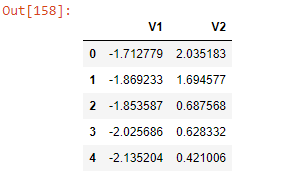 Out[158]:
V1 V2
0 -1.712779 2.035183
1 -1.869233 1.694577
2 -1.853587 0.687568
3 -2.025686 0.628332
4 -2.135204 0.421006